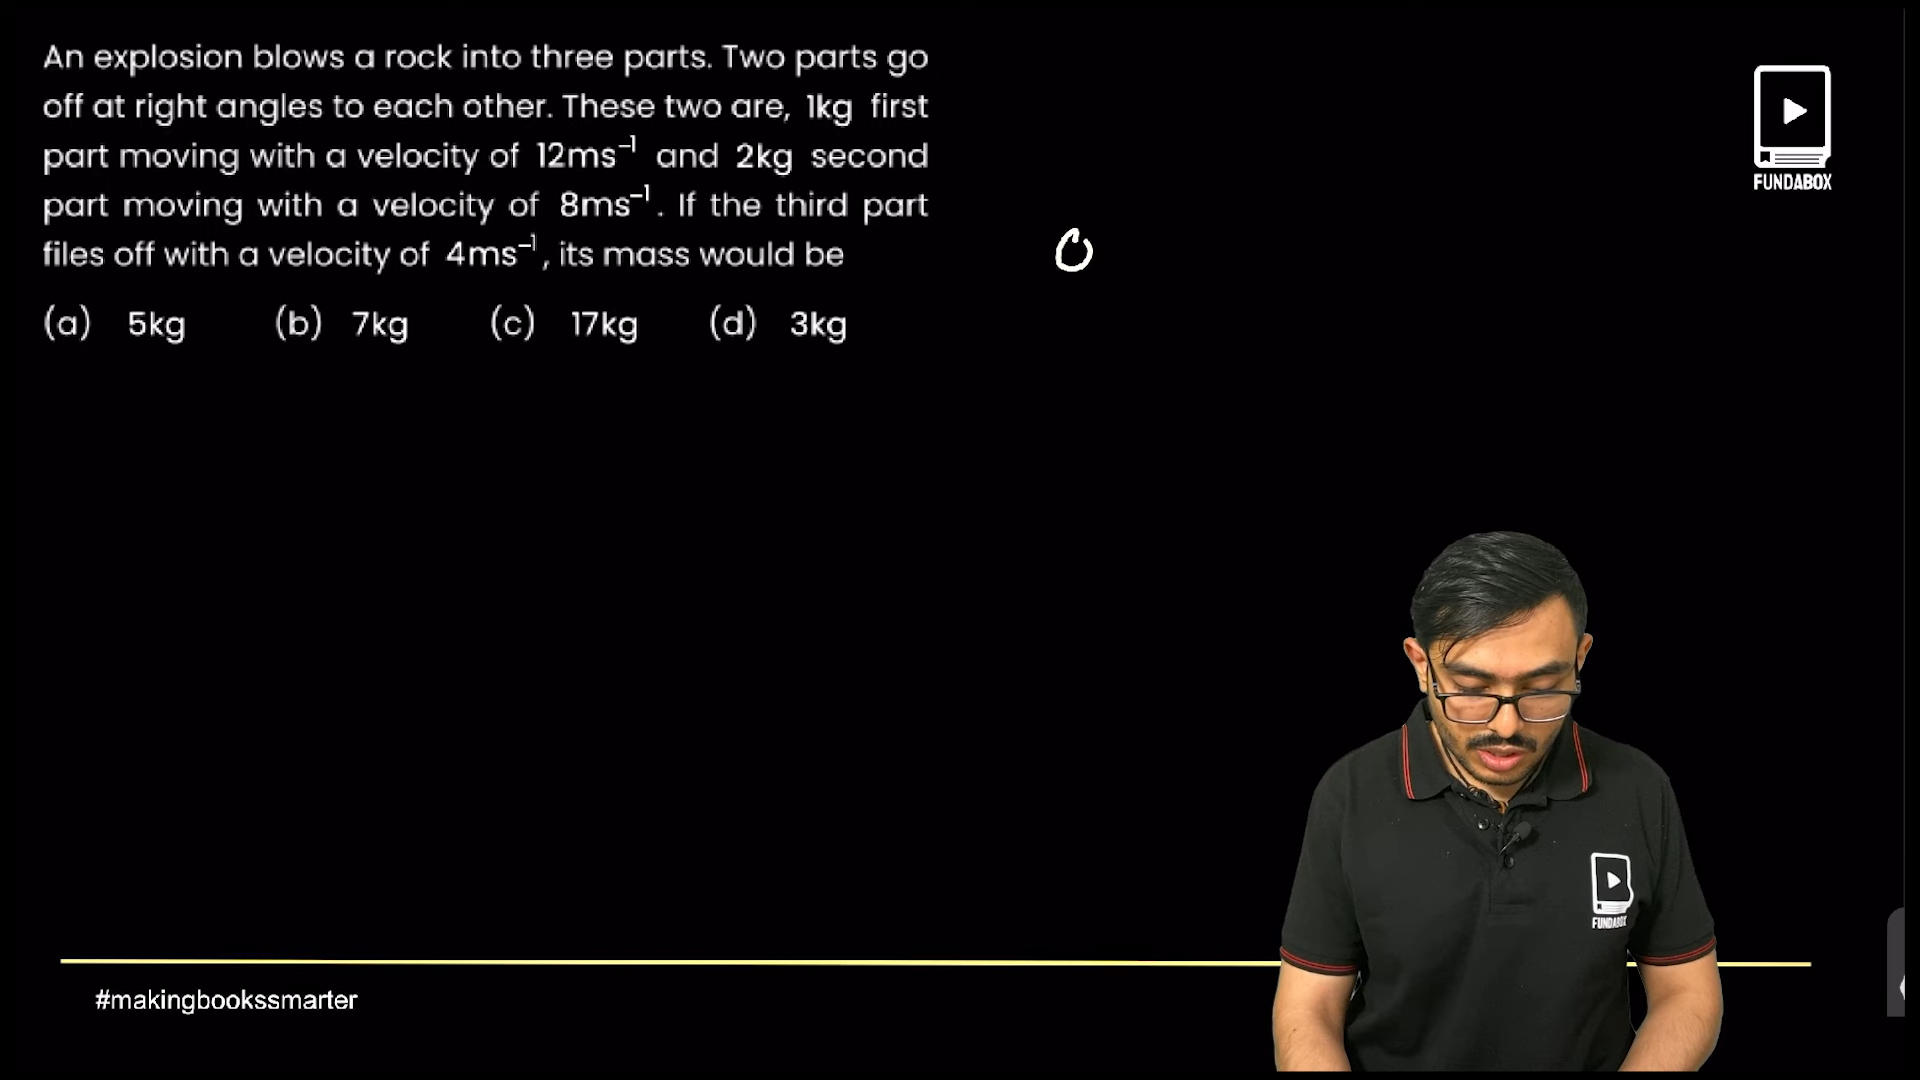 An explosion blows a rock into three parts. Two parts go
off at right angles to each other. These two are, 1kg first
part moving with a velocity of 12ms⁻¹ and 2kg second
part moving with a velocity of 8ms⁻¹. If the third part
files off with a velocity of 4ms⁻¹, its mass would be
(a) 5kg (b) 7kg (c) 17kg (d) 3kg
FUNDABOX
FUNDABOX
#makingbookssmarter